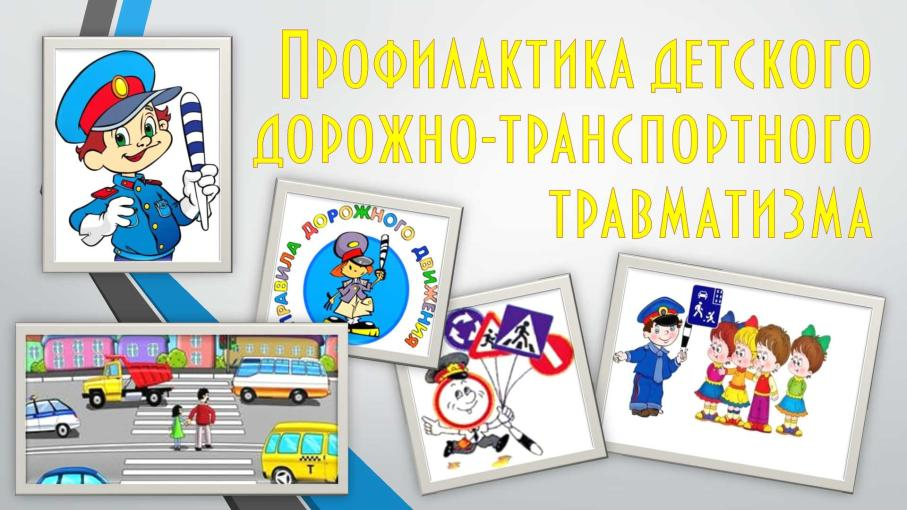 Профилактика детского
дорожно-транспортного
травматизма
ПРАВИЛА ДОРОЖНОГО ДВИЖЕНИЯ
Т